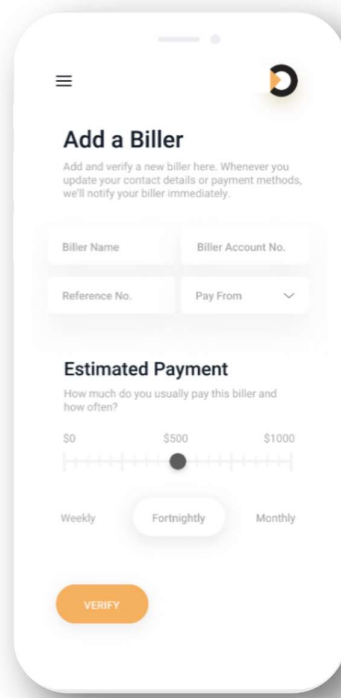 Add a Biller
Add and verify a new biller here. Whenever you
update your contact details or payment methods,
we'll notify your biller immediately.
Biller Name Biller Account No.
Reference No. Pay From
Estimated Payment
How much do you usually pay this biller and
how often?
$0 $500 $1000
Weekly Fortnightly Monthly
VERIFY